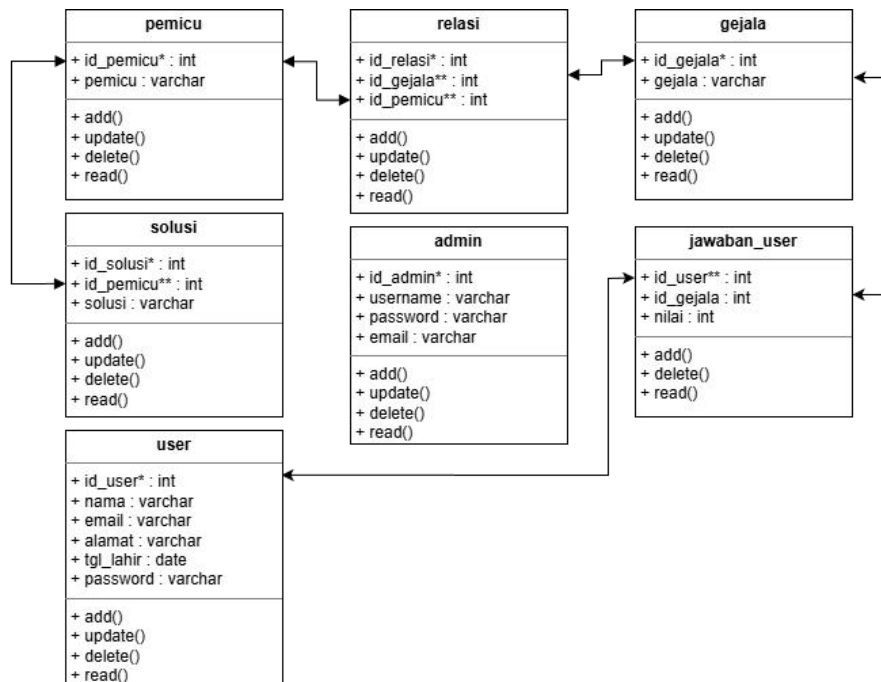 pemicu
+ id_pemicu* : int
+ pemicu : varchar
+ add()
+ update()
+ delete()
+ read()
relasi
+ id_relasi* : int
+ id_gejala** : int
+ id_pemicu** : int
+ add()
+ update()
+ delete()
+ read()
gejala
+ id_gejala* : int
+ gejala : varchar
+ add()
+ update()
+ delete()
+ read()
solusi
+ id_solusi* : int
+ id_pemicu** : int
+ solusi : varchar
+ add()
+ update()
+ delete()
+ read()
admin
+ id_admin* : int
+ username : varchar
+ password : varchar
+ email : varchar
+ add()
+ update()
+ delete()
+ read()
jawaban_user
+ id_user** : int
+ id_gejala : int
+ nilai : int
+ add()
+ delete()
+ read()
user
+ id_user* : int
+ nama : varchar
+ email : varchar
+ alamat : varchar
+ tgl_lahir : date
+ password : varchar
+ add()
+ update()
+ delete()
+ read()